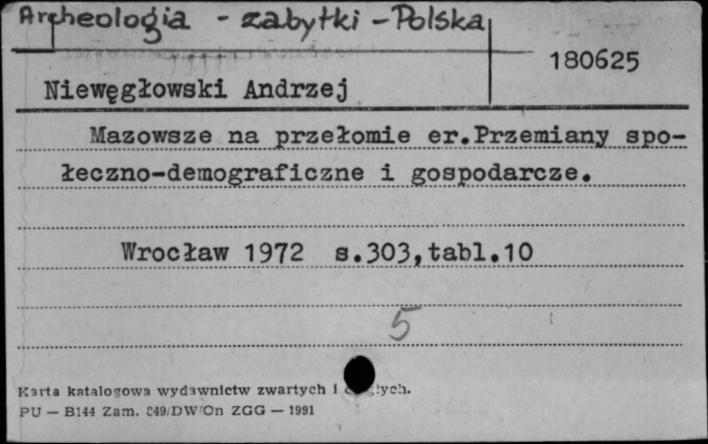 Archeologia - zabytki - Polska
180625
Niewęgłowski Andrzej
Mazowsze na przełomie er.Przemiany spo-
łeczno-demograficzne i gospodarcze.
Wrocław 1972 s.303,tabl.10
5
Karta katalogowa wydawnictw zwartych i
PU — B144 Zam. 849/DW/On ZGG — 1991